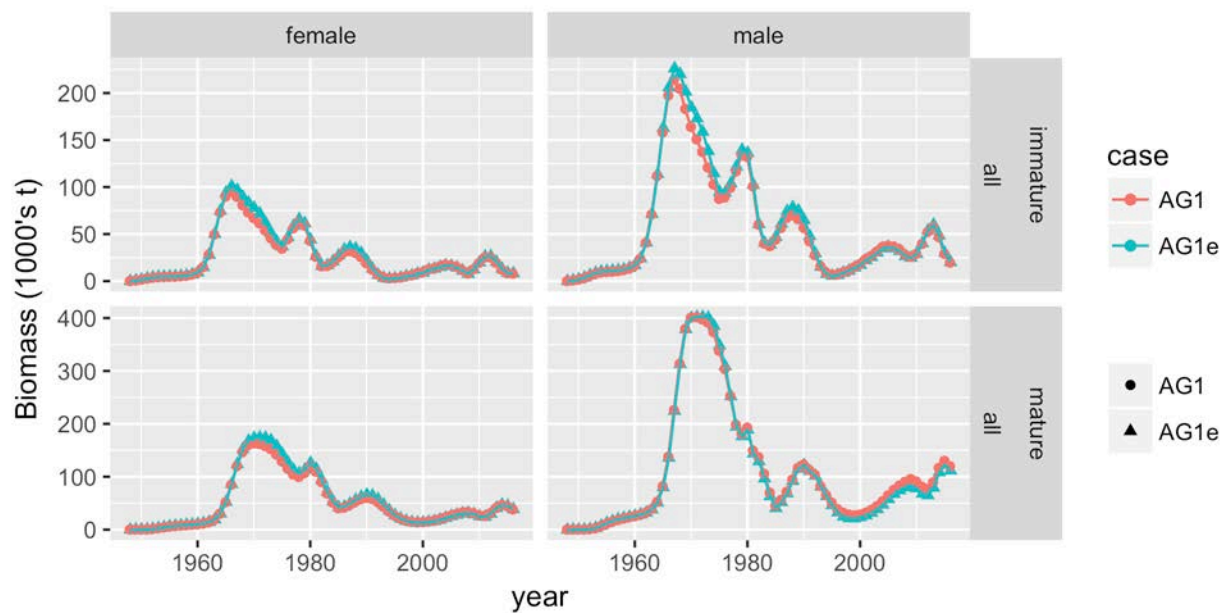 female
male
Biomass (1000's t)
200
150
100
50
0
immature
all
400
300
200
100
0
mature
all
1960
1980
2000
1960
1980
2000
year
case
AG1
AG1e
AG1
AG1e